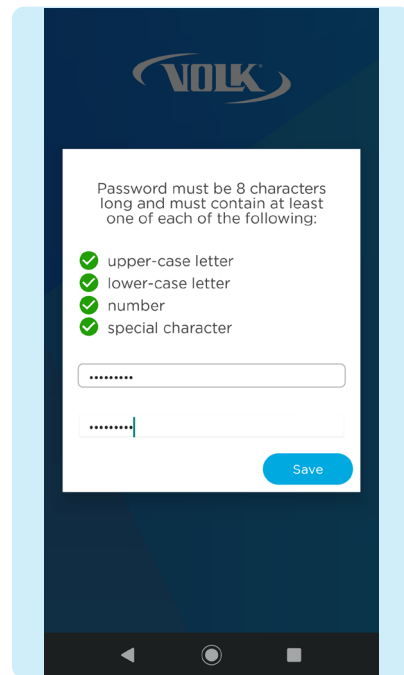 VOLK
Password must be 8 characters
long and must contain at least
one of each of the following:
upper-case letter
lower-case letter
number
special character
•••••••••
•••••••••
Save